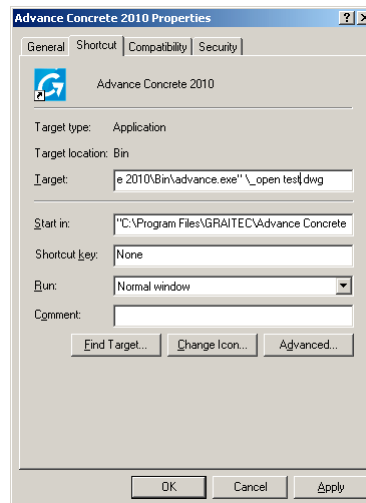 Advance Concrete 2010 Properties
General Shortcut Compatibility Security
Advance Concrete 2010
Target type: Application
Target location: Bin
Target: e 2010\Bin\advance.exe" \_open test.dwg
Start in: "C:\Program Files\GRAITEC\Advance Concrete
Shortcut key: None
Run: Normal window
Comment:
Find Target... Change Icon... Advanced...
OK Cancel Apply